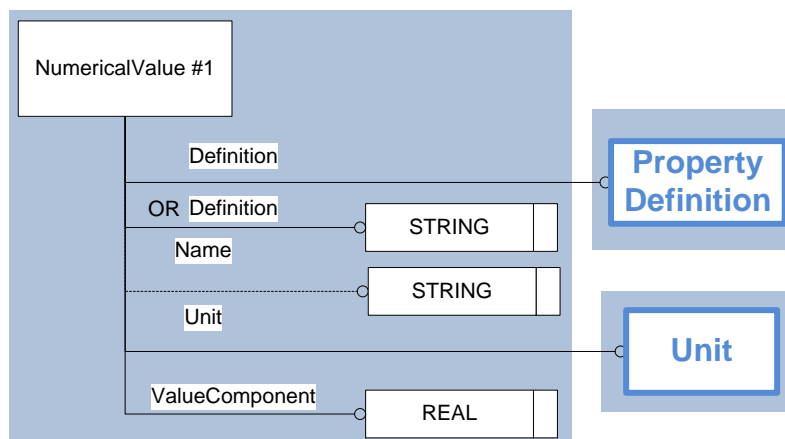 NumericalValue #1
Definition
Property
Definition
OR Definition
STRING
Name
STRING
Unit
Unit
ValueComponent
REAL